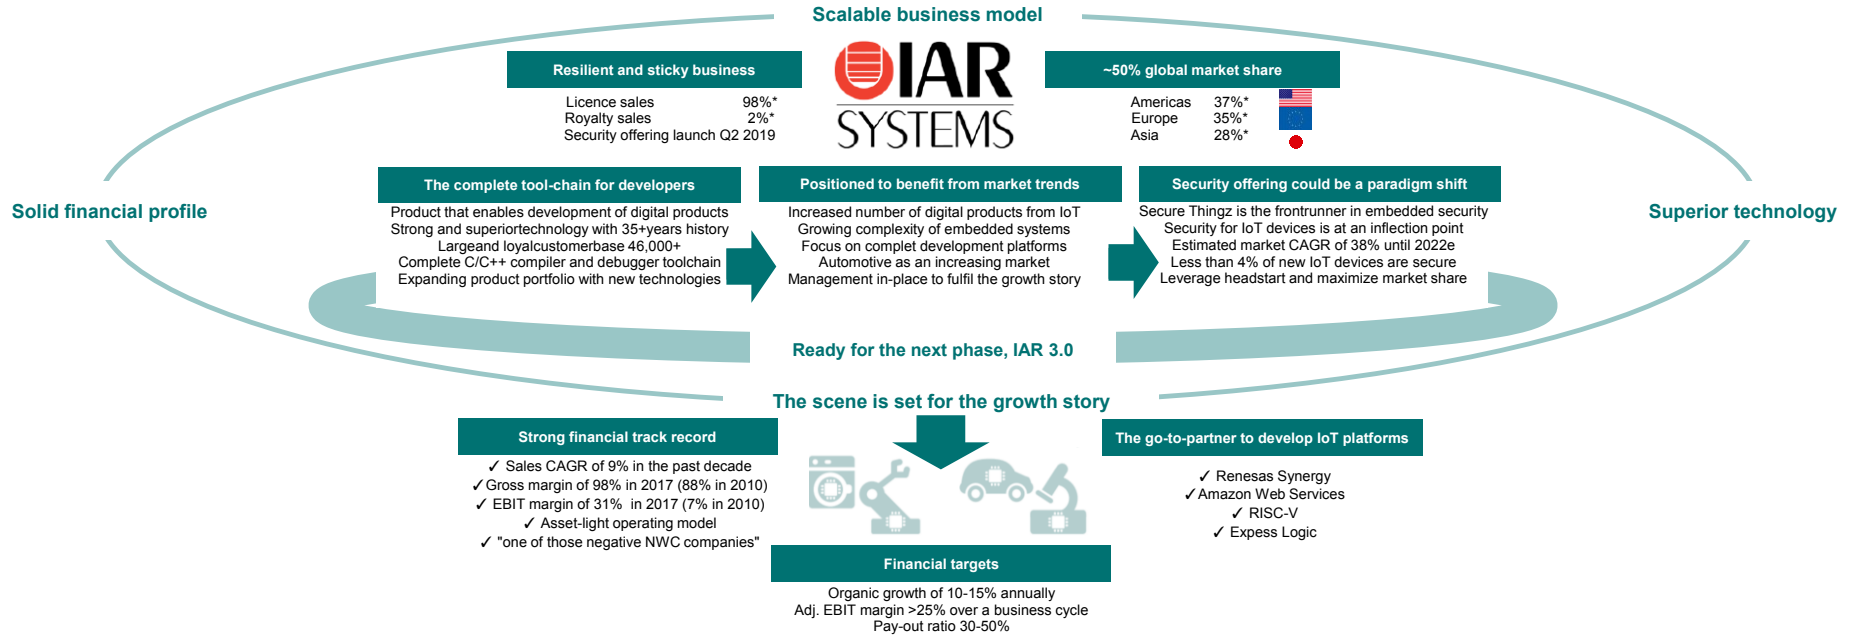 Scalable business model
IAR
SYSTEMS
Resilient and sticky business
Licence sales 98%*
Royalty sales 2%*
Security offering launch Q2 2019
~50% global market share
Americas 37%*
Europe 35%*
Asia 28%*
Solid financial profile
Superior technology
The complete tool-chain for developers
Product that enables development of digital products
Strong and superiortechnology with 35+years history
Largeand loyalcustomerbase 46,000+
Complete C/C++ compiler and debugger toolchain
Expanding product portfolio with new technologies
Positioned to benefit from market trends
Increased number of digital products from IoT
Growing complexity of embedded systems
Focus on complet development platforms
Automotive as an increasing market
Management in-place to fulfil the growth story
Security offering could be a paradigm shift
Secure Thingz is the frontrunner in embedded security
Security for IoT devices is at an inflection point
Estimated market CAGR of 38% until 2022e
Less than 4% of new IoT devices are secure
Leverage headstart and maximize market share
Ready for the next phase, IAR 3.0
The scene is set for the growth story
Strong financial track record
✓ Sales CAGR of 9% in the past decade
✓Gross margin of 98% in 2017 (88% in 2010)
✓ EBIT margin of 31%  in 2017 (7% in 2010)
✓ Asset-light operating model
✓ "one of those negative NWC companies"
The go-to-partner to develop IoT platforms
✓ Renesas Synergy
✓Amazon Web Services
✓ RISC-V
✓ Expess Logic
Financial targets
Organic growth of 10-15% annually
Adj. EBIT margin >25% over a business cycle
Pay-out ratio 30-50%